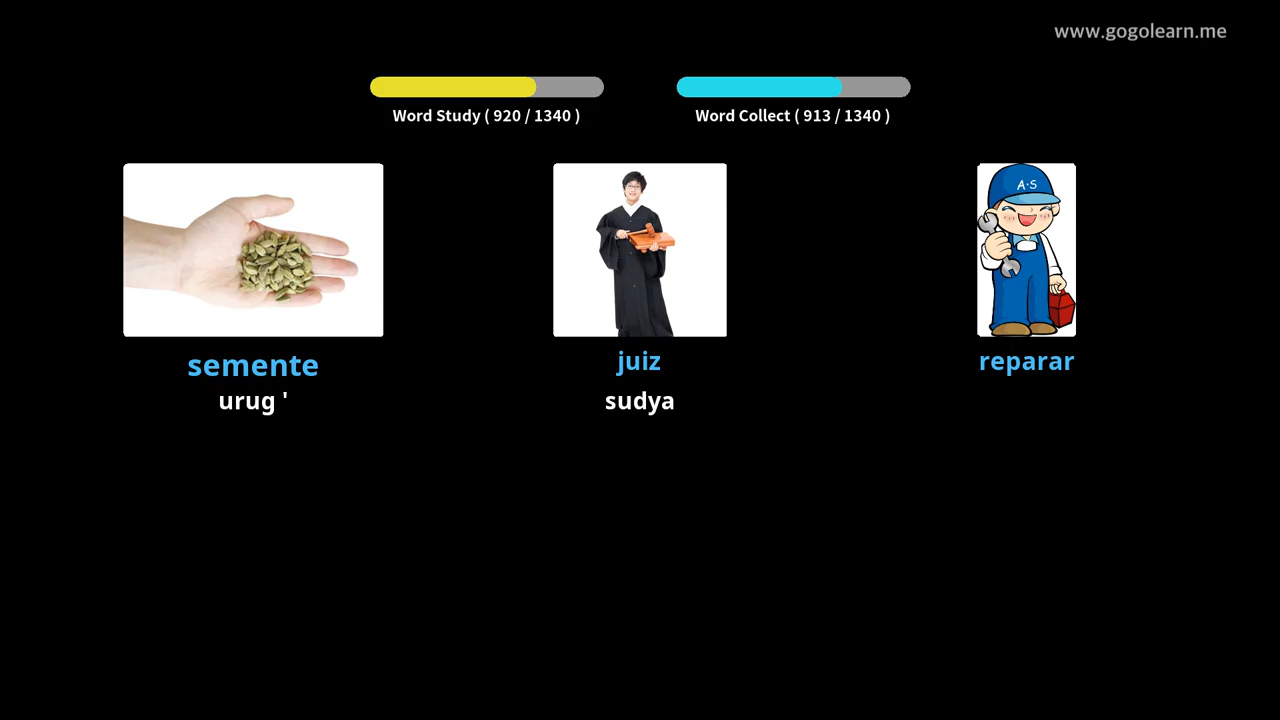 www.gogolearn.me
Word Study ( 920 / 1340 )
Word Collect ( 913 / 1340 )
A·S
semente
juiz
reparar
urug '
sudya